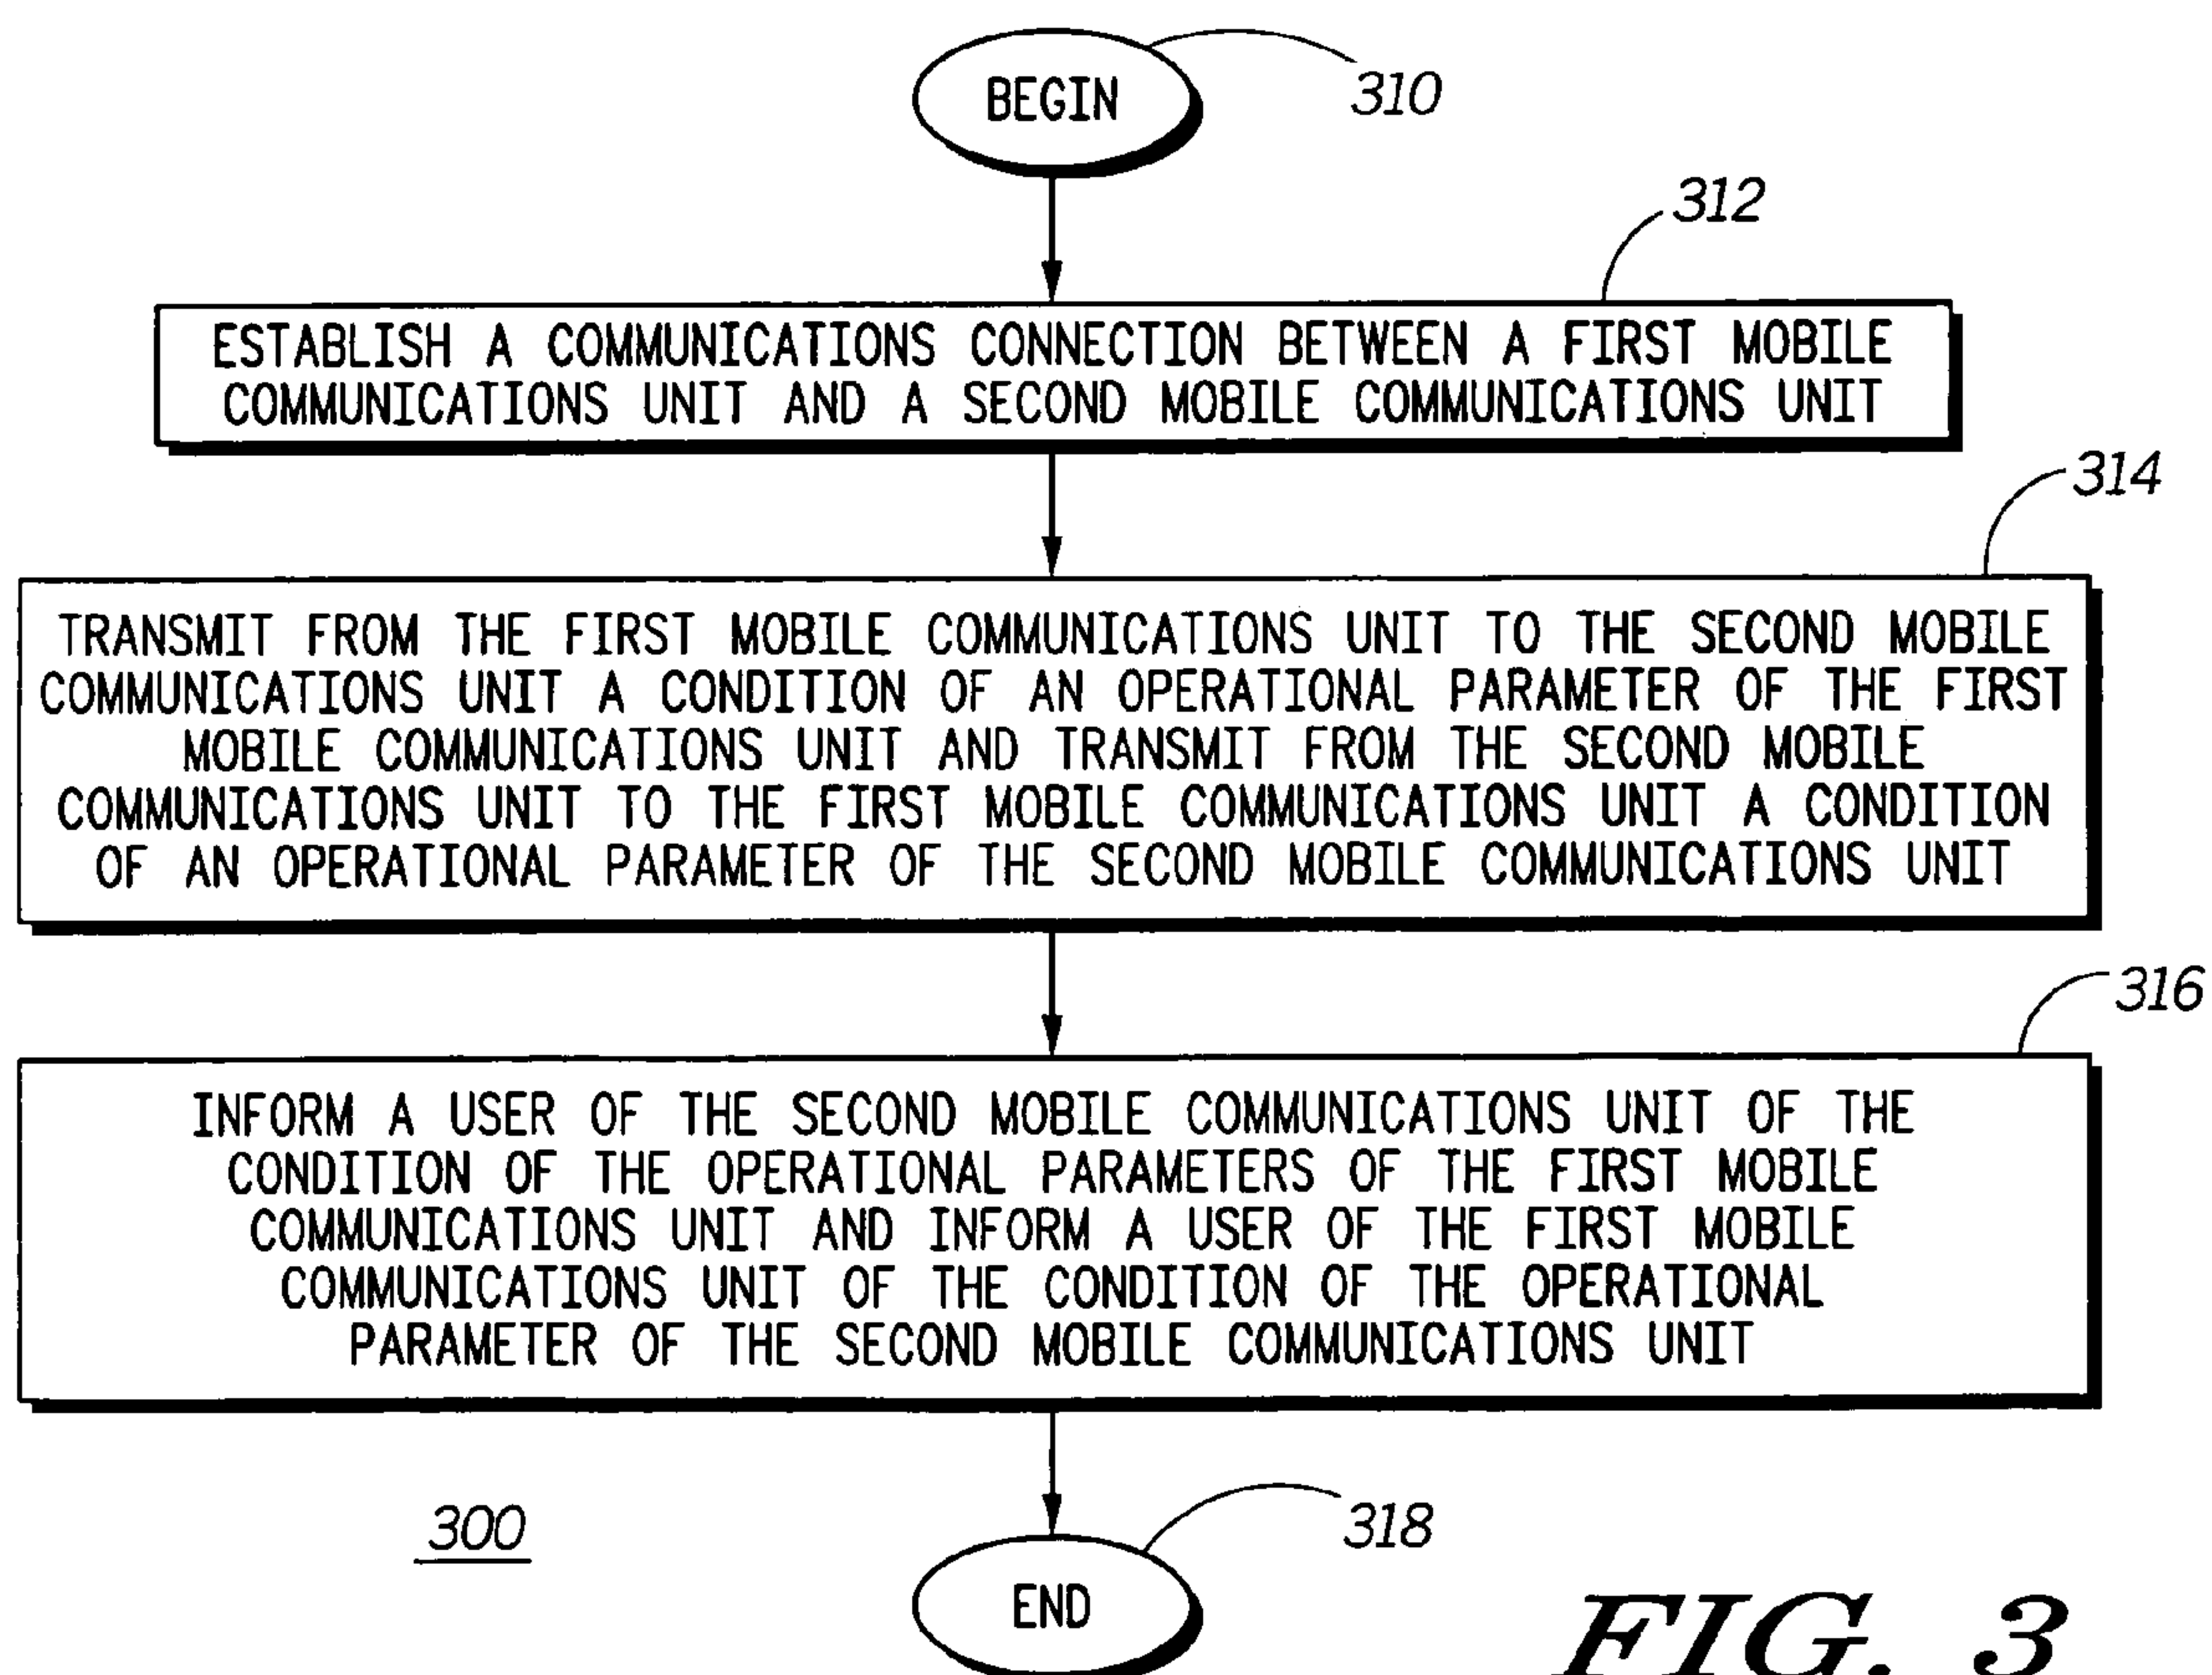 BEGIN
310
312
ESTABLISH A COMMUNICATIONS CONNECTION BETWEEN A FIRST MOBILE
COMMUNICATIONS UNIT AND A SECOND MOBILE COMMUNICATIONS UNIT
314
TRANSMIT FROM THE FIRST MOBILE COMMUNICATIONS UNIT TO THE SECOND MOBILE
COMMUNICATIONS UNIT A CONDITION OF AN OPERATIONAL PARAMETER OF THE FIRST
MOBILE COMMUNICATIONS UNIT AND TRANSMIT FROM THE SECOND MOBILE
COMMUNICATIONS UNIT TO THE FIRST MOBILE COMMUNICATIONS UNIT A CONDITION
OF AN OPERATIONAL PARAMETER OF THE SECOND MOBILE COMMUNICATIONS UNIT
316
INFORM A USER OF THE SECOND MOBILE COMMUNICATIONS UNIT OF THE
CONDITION OF THE OPERATIONAL PARAMETERS OF THE FIRST MOBILE
COMMUNICATIONS UNIT AND INFORM A USER OF THE FIRST MOBILE
COMMUNICATIONS UNIT OF THE CONDITION OF THE OPERATIONAL
PARAMETER OF THE SECOND MOBILE COMMUNICATIONS UNIT
300
318
END
FIG. 3